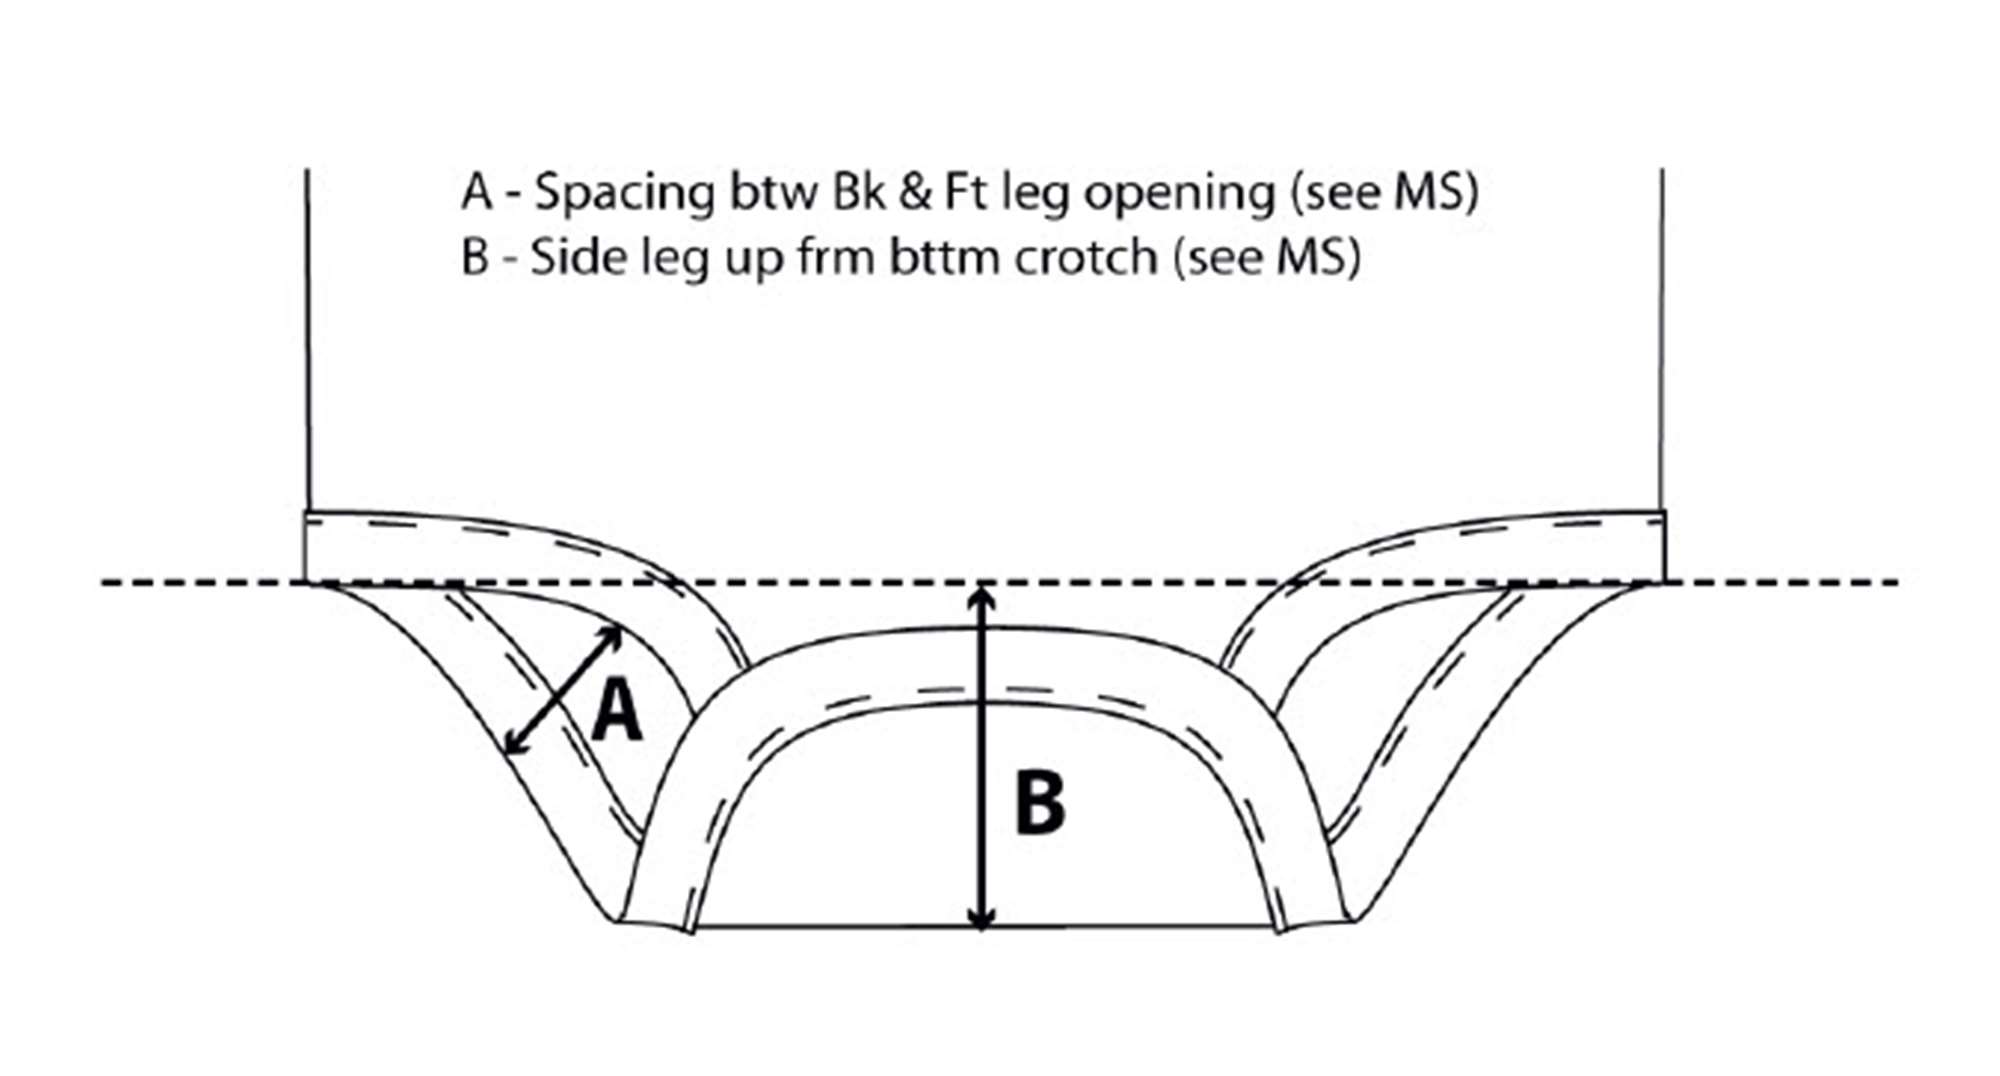 A - Spacing btw Bk & Ft leg opening (see MS)
B - Side leg up frm bttm crotch (see MS)
A
B